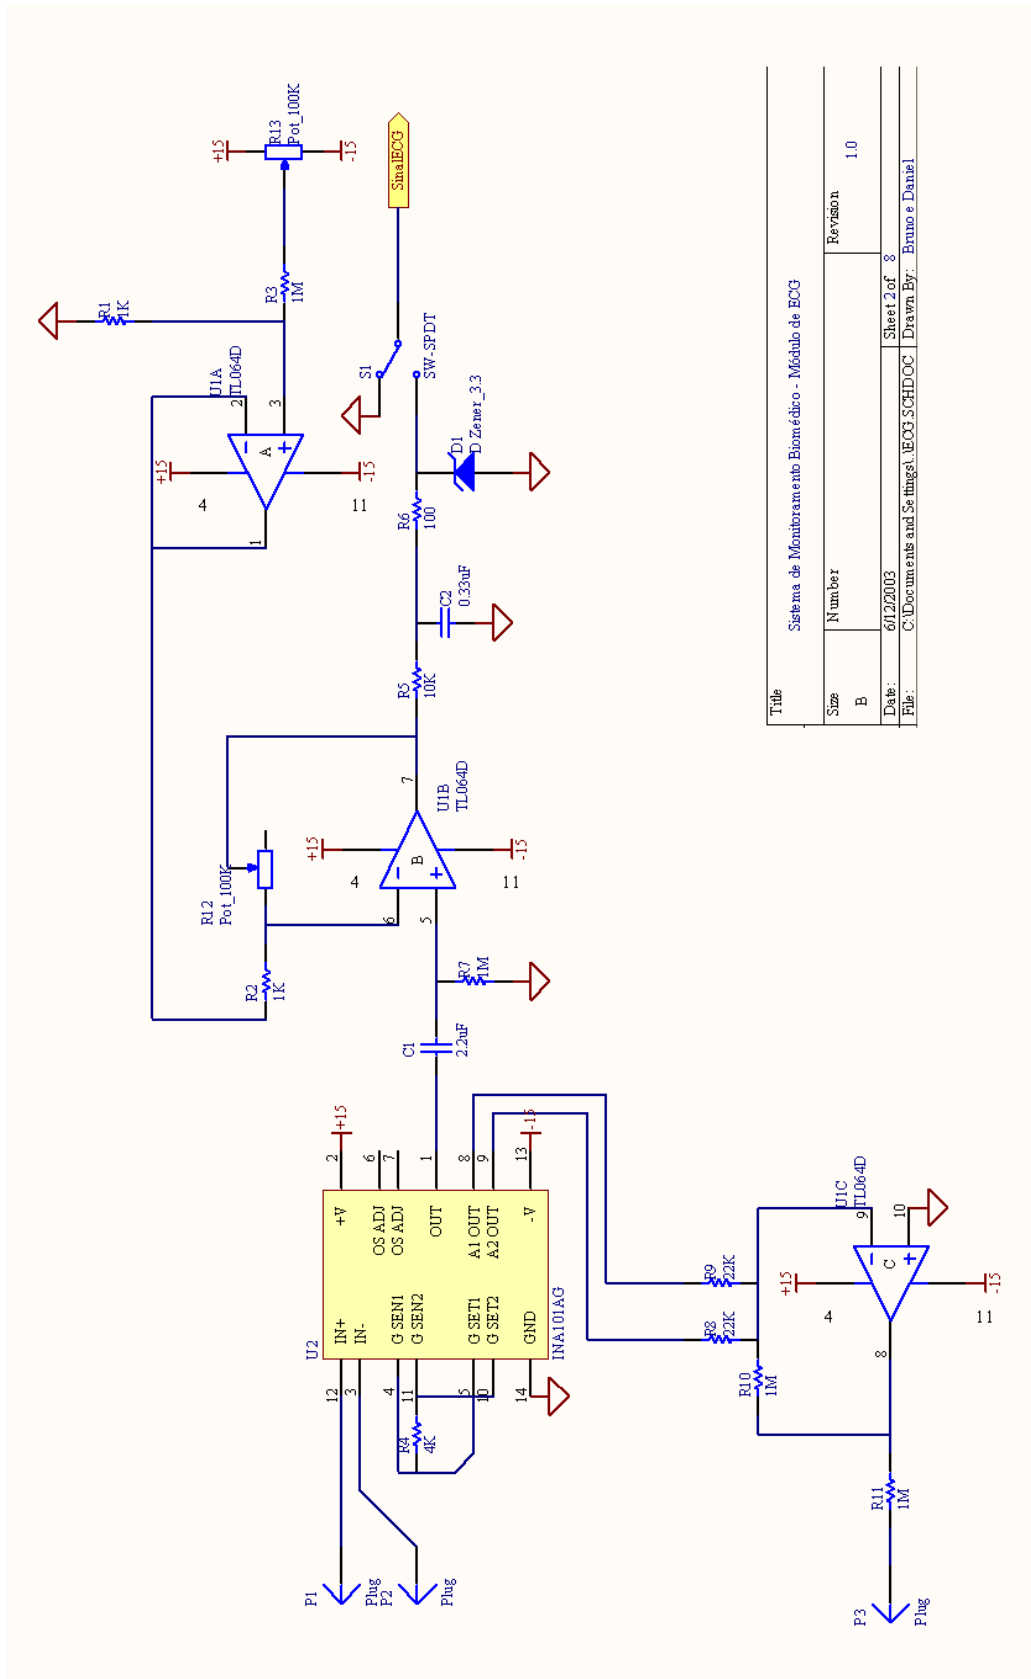 +15
R13
Pot_100K
-15
R3
1M
R1
1K
SinalECG
U1A
TL064D
2
3
A
+15
4
-15
11
1
S1
SW-SPDT
D1
D Zener_3.3
R6
100
C2
0.33uF
R5
10K
R12
Pot_100K
+15
4
B
-15
11
7
U1B
TL064D
6
5
R2
1K
R7
1M
C1
2.2uF
U2
INA101AG
IN+
IN-
G SEN1
G SEN2
G SET1
G SET2
GND
+V
OS ADJ
OS ADJ
OUT
A1 OUT
A2 OUT
-V
12
3
4
11
5
10
14
2
6
7
1
8
9
13
+15
-15
R4
4K
P1
Plug
P2
Plug
R9
22K
R8
22K
R10
1M
U1C
TL064D
9
10
C
+15
4
-15
11
8
R11
1M
P3
Plug
Title
Sistema de Monitoramento Biomédico - Módulo de ECG
Size
B
Number
Revision
1.0
Date:
6/12/2003
Sheet 2 of 8
File:
C:\Documents and Settings\..\ECG.SCHDOC
Drawn By:
Bruno e Daniel